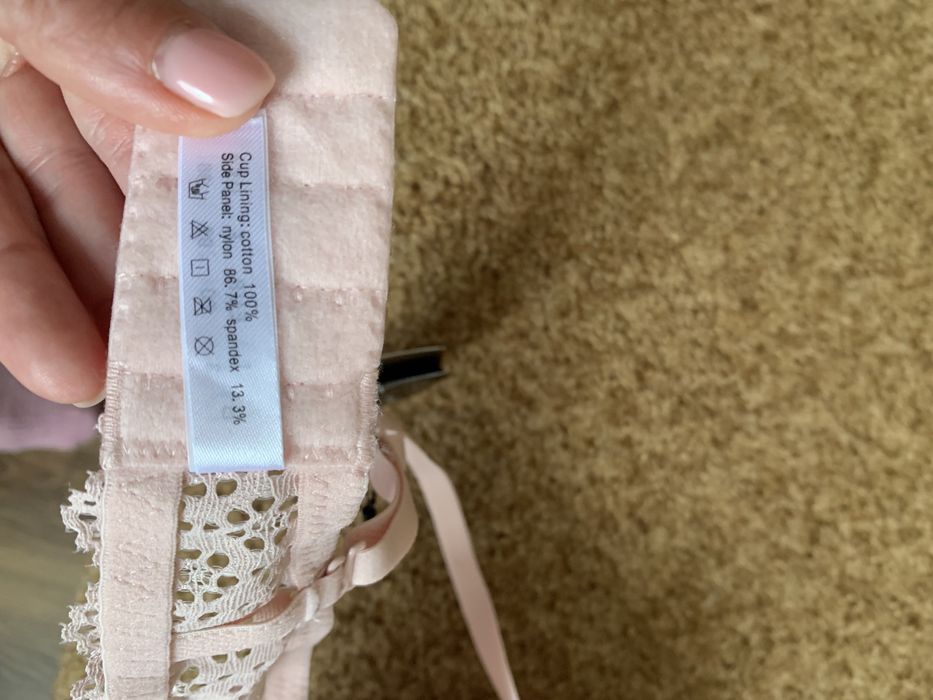 Cup Lining: cotton 100%
Side Panel: nylon 86.7% spandex 13.3%